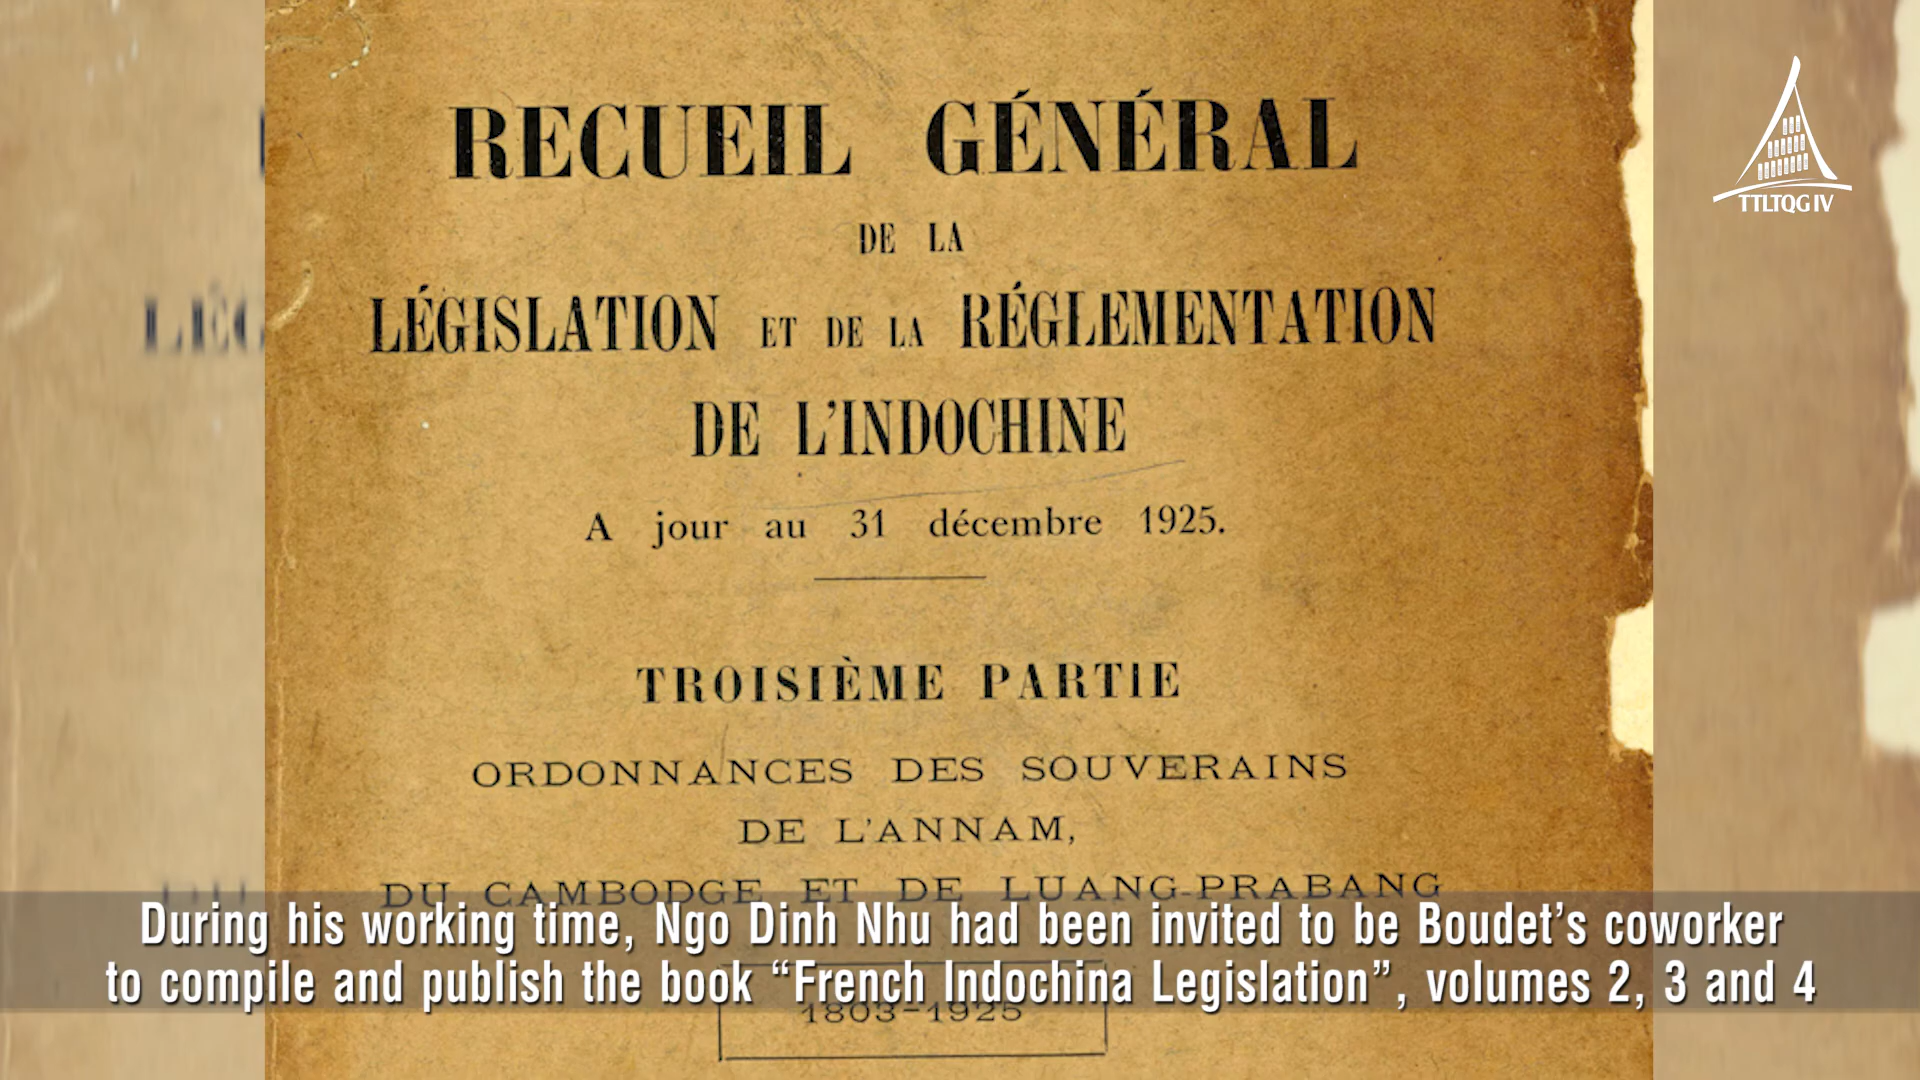 RECUEIL GÉNÉRAL
DE LA
LÉGISLATION ET DE LA RÉGLEMENTATION
DE L'INDOCHINE
A jour au 31 décembre 1925.
TROISIÈME PARTIE
ORDONNANCES DES SOUVERAINS
DE L'ANNAM,
DU CAMBODGE ET DE LUANG-PRABANG
1803-1925
TTLTQG IV
During his working time, Ngo Dinh Nhu had been invited to be Boudet’s coworker
to compile and publish the book “French Indochina Legislation”, volumes 2, 3 and 4